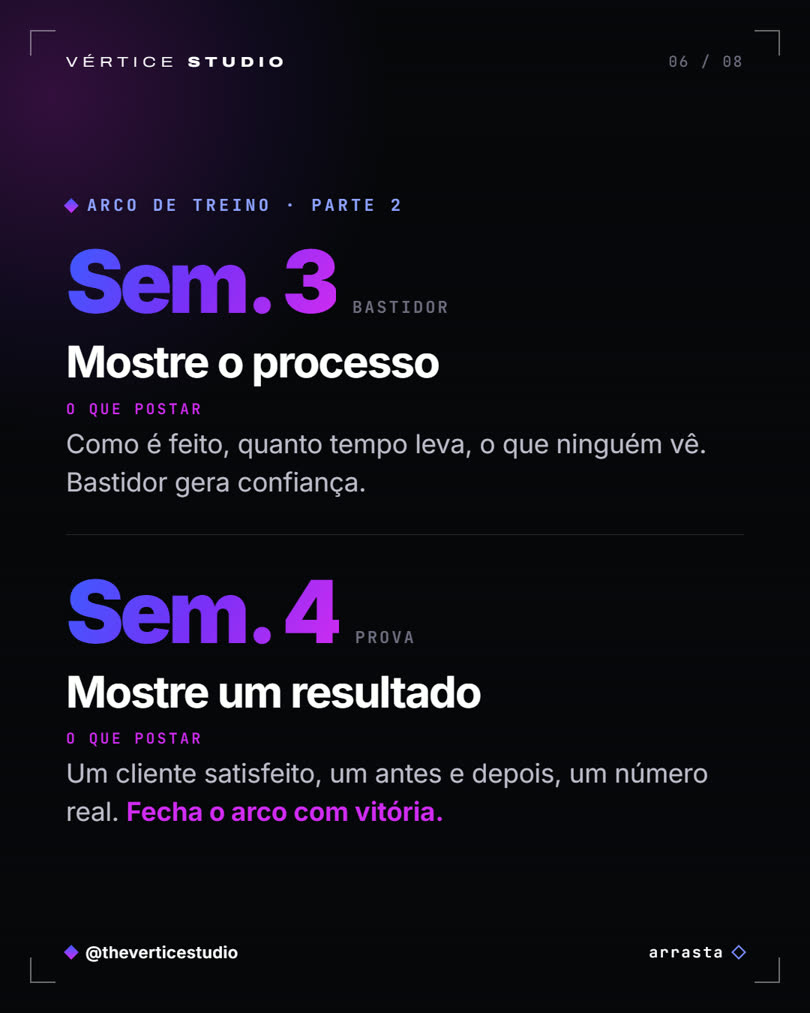 VÉRTICE STUDIO
06 / 08
ARCO DE TREINO · PARTE 2
Sem. 3 BASTIDOR
Mostre o processo
O QUE POSTAR
Como é feito, quanto tempo leva, o que ninguém vê.
Bastidor gera confiança.
Sem. 4 PROVA
Mostre um resultado
O QUE POSTAR
Um cliente satisfeito, um antes e depois, um número
real. Fecha o arco com vitória.
@theverticestudio
arrasta